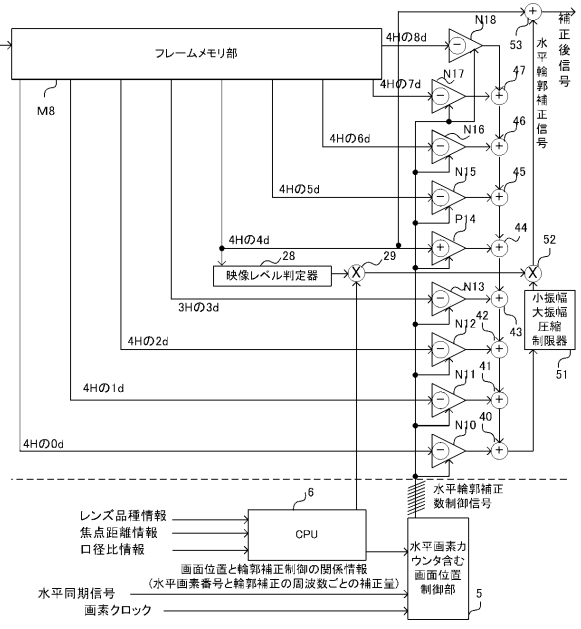 N18
補正後信号
53
4Hの8d
フレームメモリ部
水平輪郭補正信号
N17
47
4Hの7d
M8
N16
46
4Hの6d
N15
45
4Hの5d
P14
44
4Hの4d
28
29
52
映像レベル判定器
N13
小振幅
大振幅
圧縮
制限器
3Hの3d
43
N12
42
4Hの2d
51
N11
41
4Hの1d
N10
40
4Hの0d
水平輪郭補正
数制御信号
6
レンズ品種情報
焦点距離情報
口径比情報
CPU
水平画素カ
ウンタ含む
画面位置
制御部
画面位置と輪郭補正制御の関係情報
(水平画素番号と輪郭補正の周波数ごとの補正量)
水平同期信号
5
画素クロック